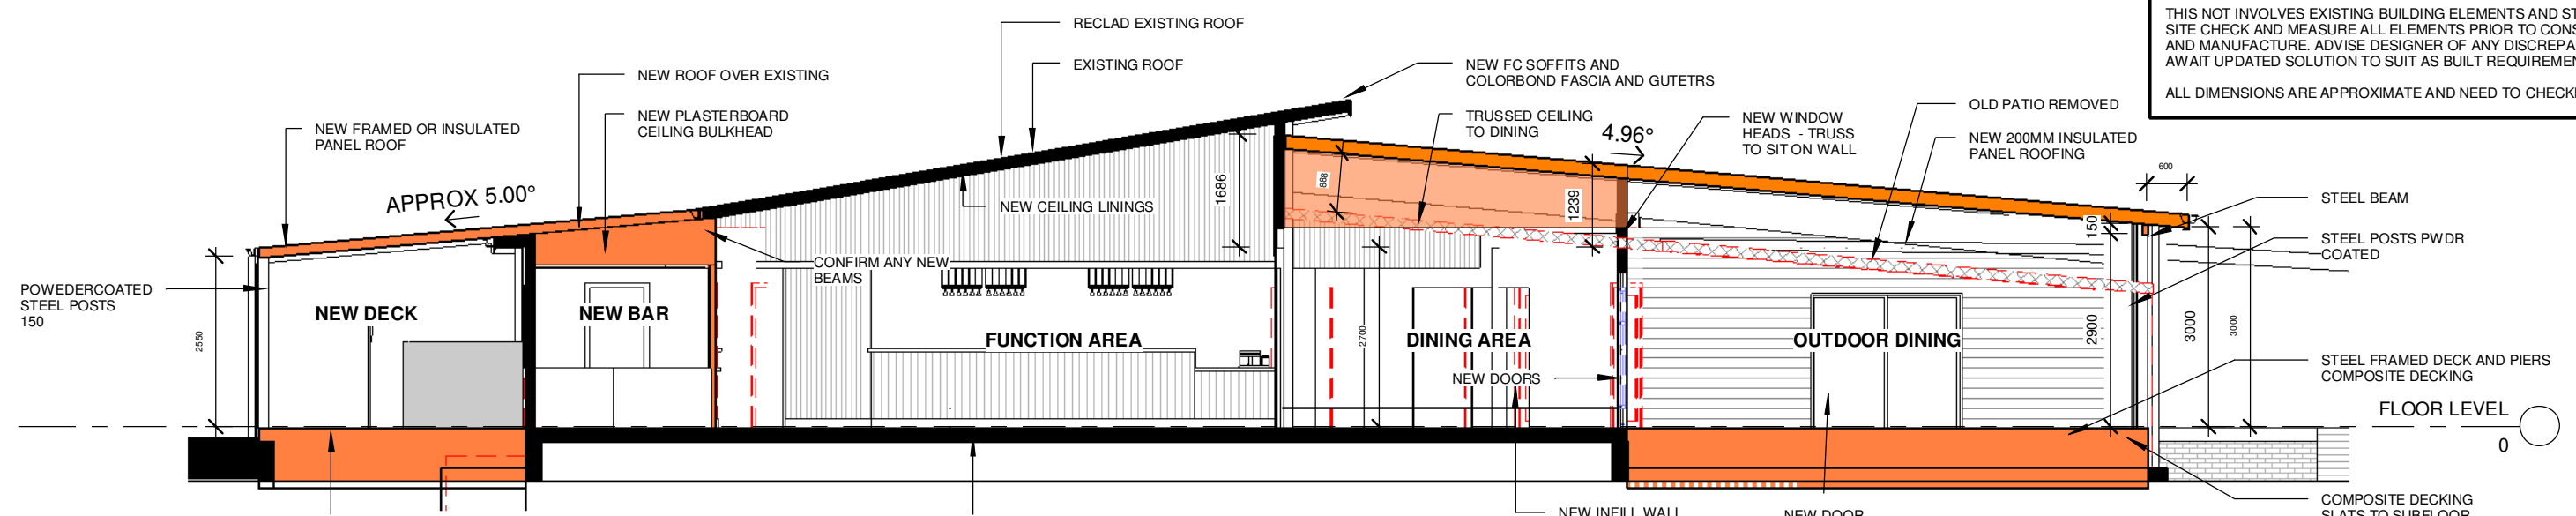 THIS NOT INVOLVES EXISTING BUILDING ELEMENTS AND
SITE CHECK AND MEASURE ALL ELEMENTS PRIOR TO
AND MANUFACTURE. ADVISE DESIGNER OF ANY
AWAIT UPDATED SOLUTION TO SUIT AS BUILT
ALL DIMENSIONS ARE APPROXIMATE AND NEED TO
RECLAD EXISTING ROOF
EXISTING ROOF
NEW ROOF OVER EXISTING
NEW PLASTERBOARD
CEILING BULKHEAD
NEW FRAMED OR INSULATED
PANEL ROOF
NEW FC SOFFITS AND
COLORBOND FASCIA AND GUTETRS
TRUSSED CEILING
TO DINING
4.96°
NEW WINDOW
HEADS - TRUSS
TO SIT ON WALL
OLD PATIO REMOVED
NEW 200MM INSULATED
PANEL ROOFING
600
STEEL BEAM
STEEL POSTS PWDR
COATED
APPROX 5.00°
1686
888
1239
150
NEW CEILING LININGS
CONFIRM ANY NEW
BEAMS
POWEDERCOATED
STEEL POSTS
150
2550
NEW DECK
NEW BAR
FUNCTION AREA
2700
DINING AREA
OUTDOOR DINING
2900
3000
3000
NEW DOORS
STEEL FRAMED DECK AND PIERS
COMPOSITE DECKING
FLOOR LEVEL
0
COMPOSITE DECKING
SLATS TO SUBFLOOR
NEW INFILL WALL
NEW DOOR